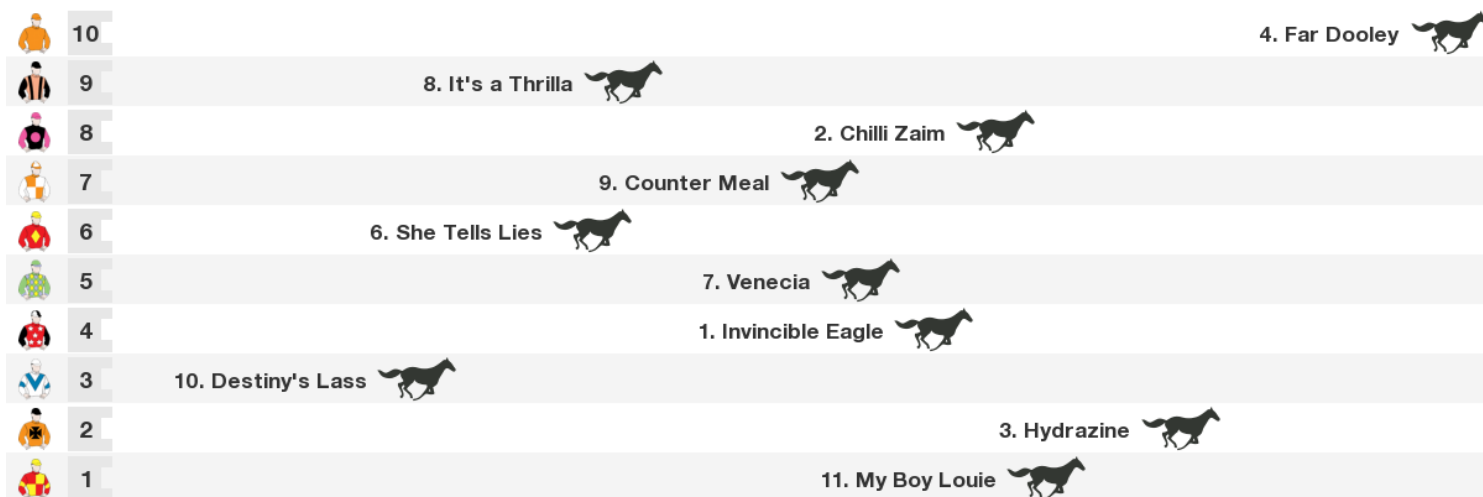 10 4. Far Dooley
9 8. It's a Thrilla
8 2. Chilli Zaim
7 9. Counter Meal
6 6. She Tells Lies
5 7. Venecia
4 1. Invincible Eagle
3 10. Destiny's Lass
2 3. Hydrazine
1 11. My Boy Louie